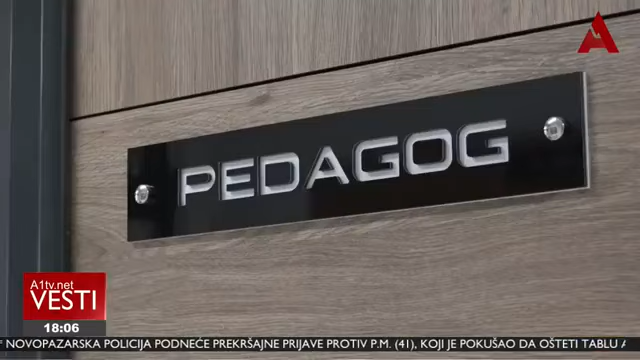 PEDAGOG
A1tv.net
VESTI
18:06
* NOVOPAZARSKA POLICIJA PODNEĆE PREKRŠAJNE PRIJAVE PROTIV P.M. (41), KOJI JE POKUŠAO DA OŠTETI TABLU